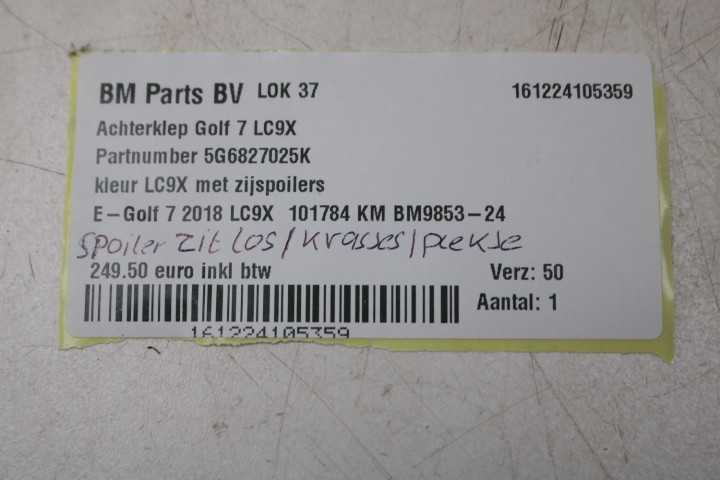 BM Parts BV LOK 37 161224105359
Achterklep Golf 7 LC9X
Partnumber 5G6827025K
kleur LC9X met zijspoilers
E-Golf 7 2018 LC9X 101784 KM BM9853-24
spoiler zit los/krasses/plekje
249.50 euro inkl btw Verz: 50
Aantal: 1
161224105359